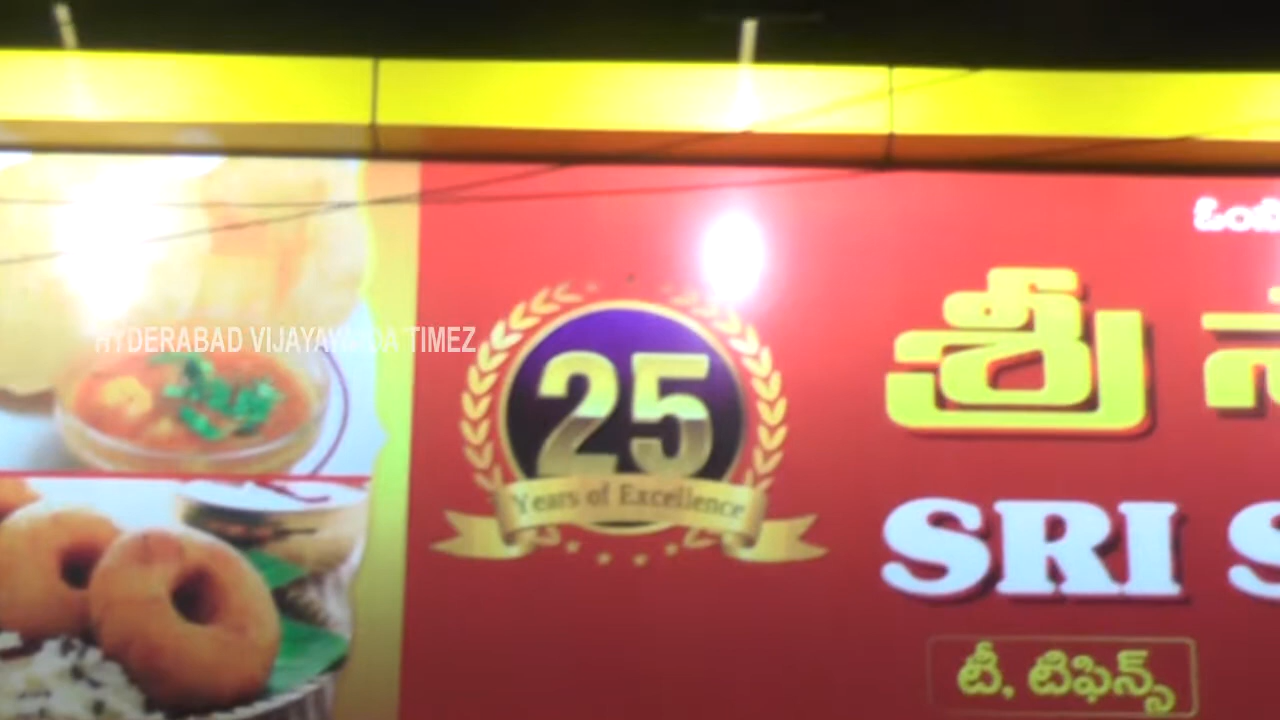 HYDERABAD VIJAYAWADA TIMEZ
25
Years of Excellence
శ్రీ
SRI
టీ, టిఫిన్స్